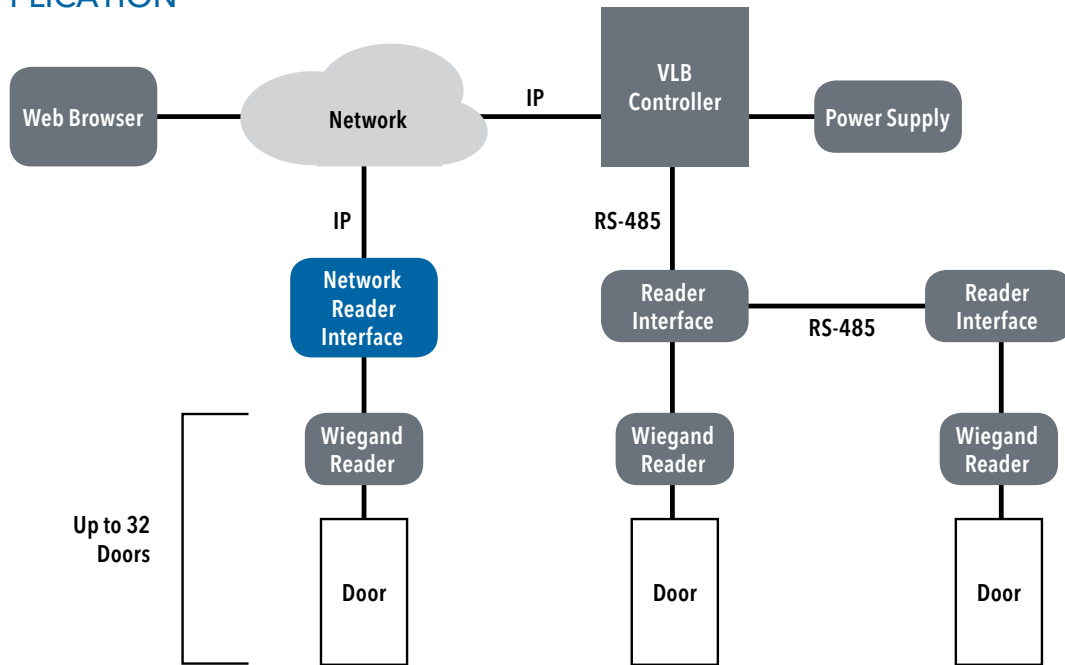 PLICATION
Web Browser
Network
IP
VLB
Controller
Power Supply
IP
RS-485
Network
Reader
Interface
Reader
Interface
RS-485
Reader
Interface
Wiegand
Reader
Wiegand
Reader
Wiegand
Reader
Up to 32
Doors
Door
Door
Door